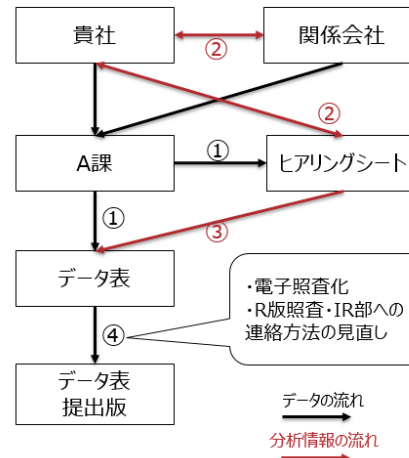 貴社
関係会社
②
②
A課
①
ヒアリングシート
①
③
データ表
・電子照査化
・R版照査・IR部への
連絡方法の見直し
④
データ表
提出版
データの流れ
分析情報の流れ